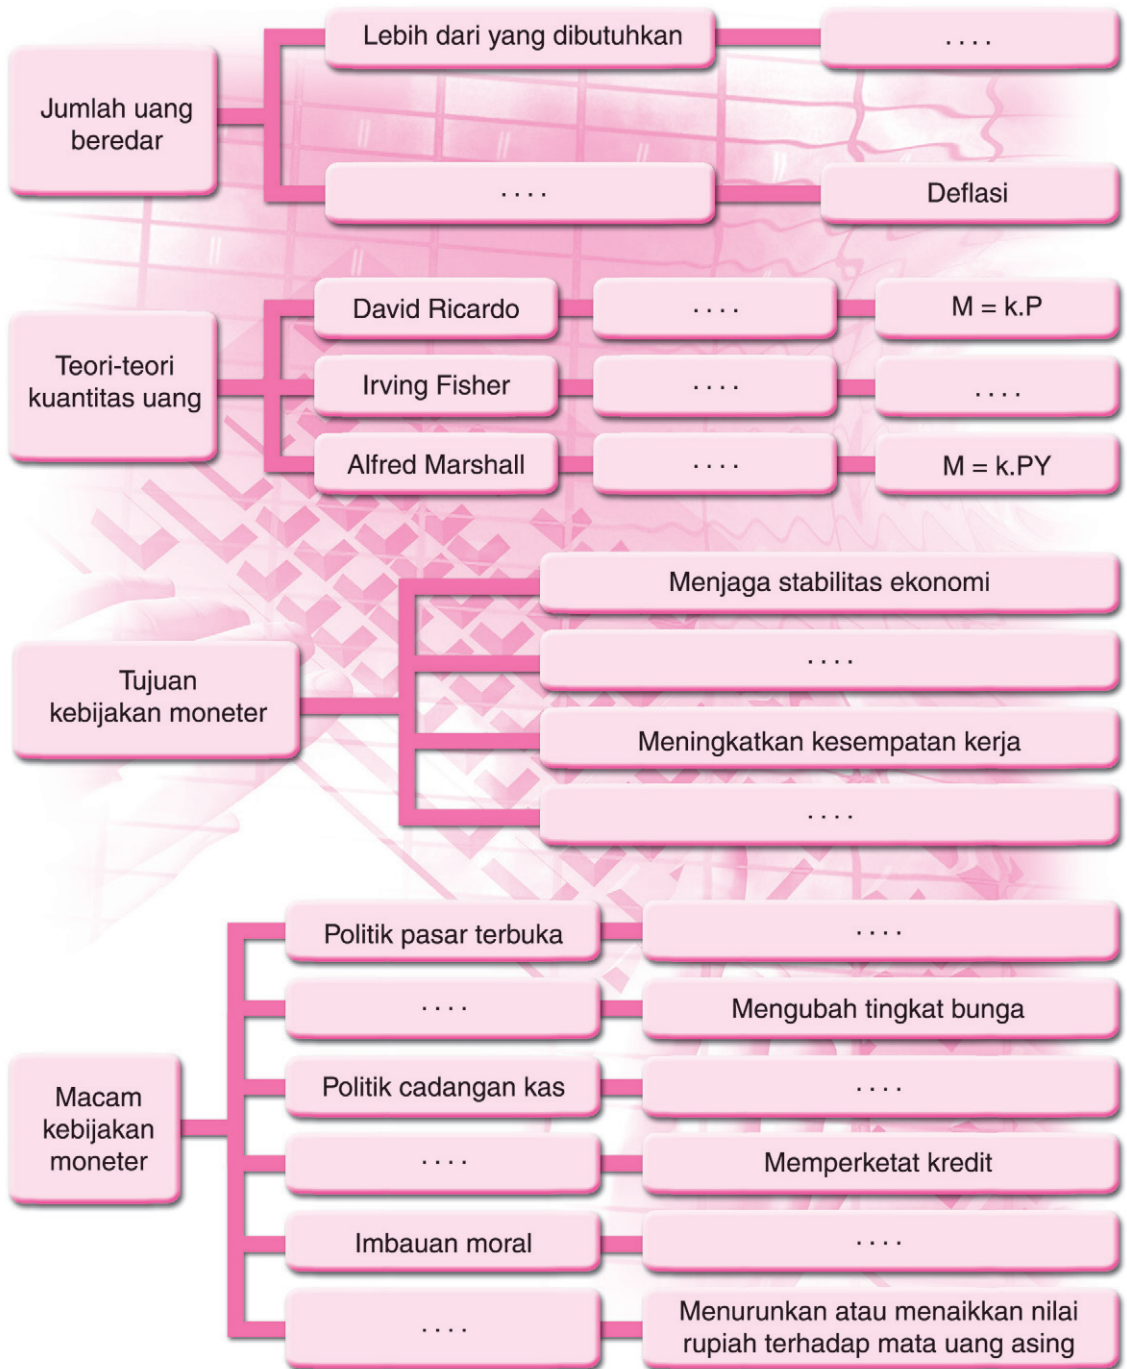 Jumlah uang
beredar
Lebih dari yang dibutuhkan
. . . .
. . . .
Deflasi
Teori-teori
kuantitas uang
David Ricardo
. . . .
M = k.P
Irving Fisher
. . . .
. . . .
Alfred Marshall
. . . .
M = k.PY
Tujuan
kebijakan moneter
Menjaga stabilitas ekonomi
. . . .
Meningkatkan kesempatan kerja
. . . .
Macam
kebijakan
moneter
Politik pasar terbuka
. . . .
. . . .
Mengubah tingkat bunga
Politik cadangan kas
. . . .
. . . .
Memperketat kredit
Imbauan moral
. . . .
. . . .
Menurunkan atau menaikkan nilai
rupiah terhadap mata uang asing